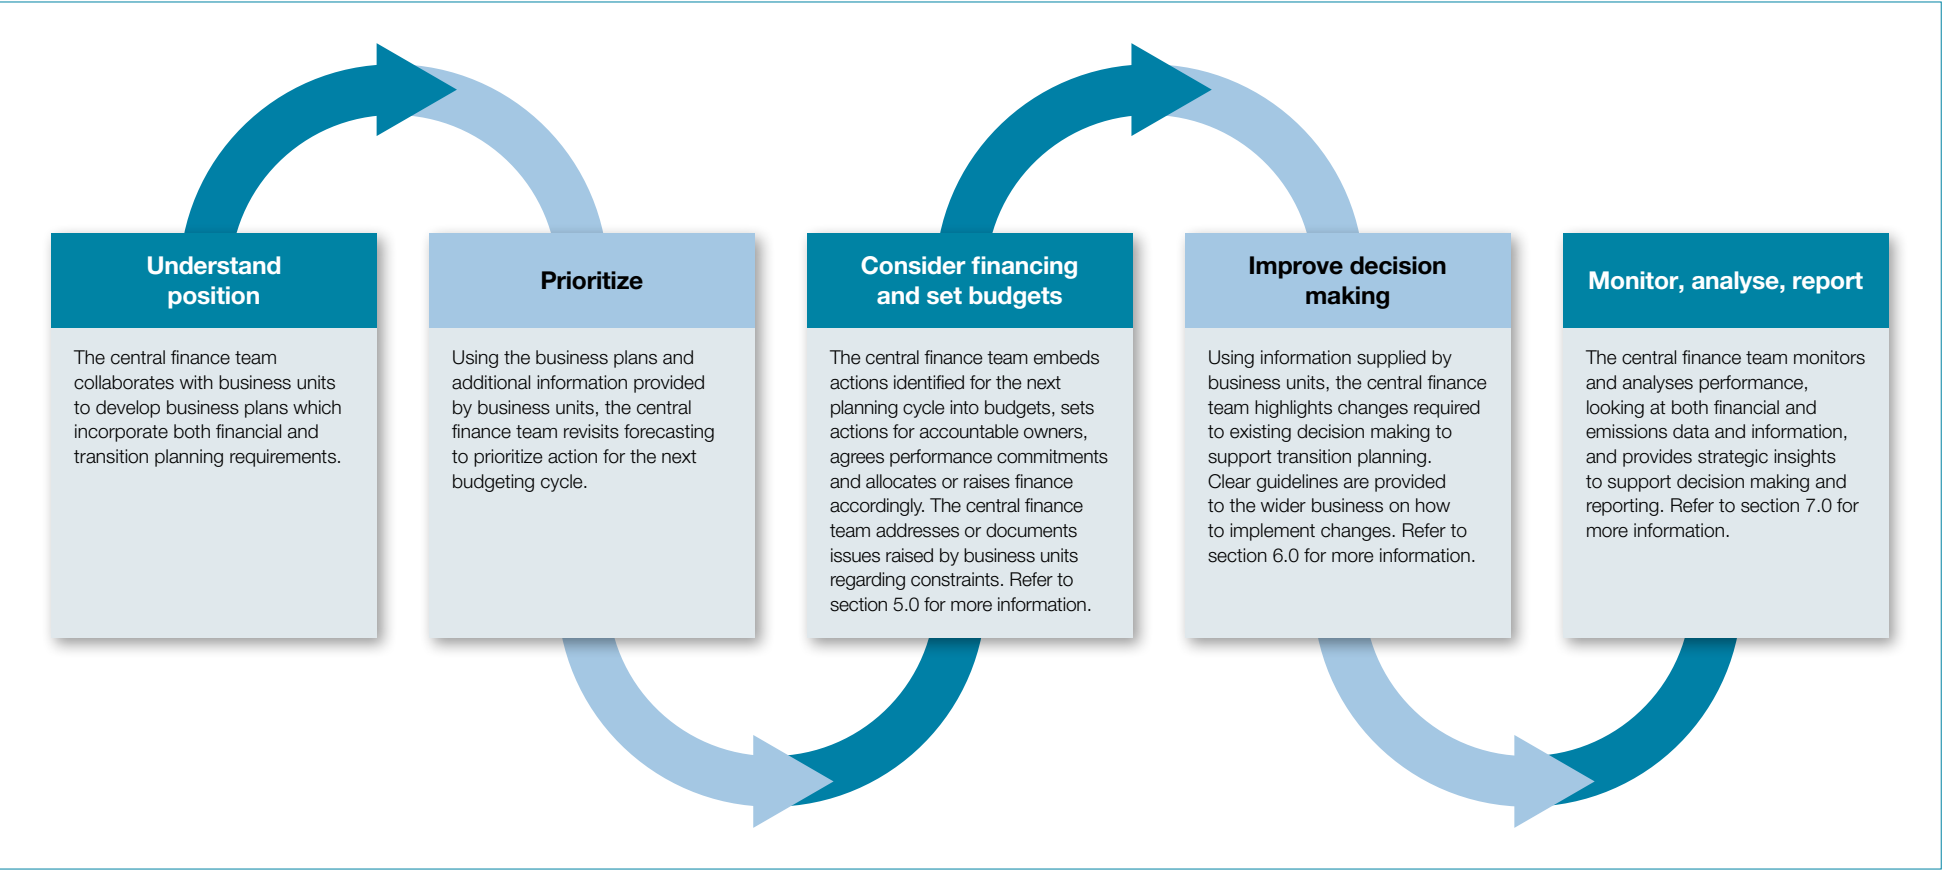 Understand
position
The central finance team
collaborates with business units
to develop business plans which
incorporate both financial and
transition planning requirements.
Prioritize
Using the business plans and
additional information provided
by business units, the central
finance team revisits forecasting
to prioritize action for the next
budgeting cycle.
Consider financing
and set budgets
The central finance team embeds
actions identified for the next
planning cycle into budgets, sets
actions for accountable owners,
agrees performance commitments
and allocates or raises finance
accordingly. The central finance
team addresses or documents
issues raised by business units
regarding constraints. Refer to
section 5.0 for more information.
Improve decision
making
Using information supplied by
business units, the central finance
team highlights changes required
to existing decision making to
support transition planning.
Clear guidelines are provided
to the wider business on how
to implement changes. Refer to
section 6.0 for more information.
Monitor, analyse, report
The central finance team monitors
and analyses performance,
looking at both financial and
emissions data and information,
and provides strategic insights
to support decision making and
reporting. Refer to section 7.0 for
more information.